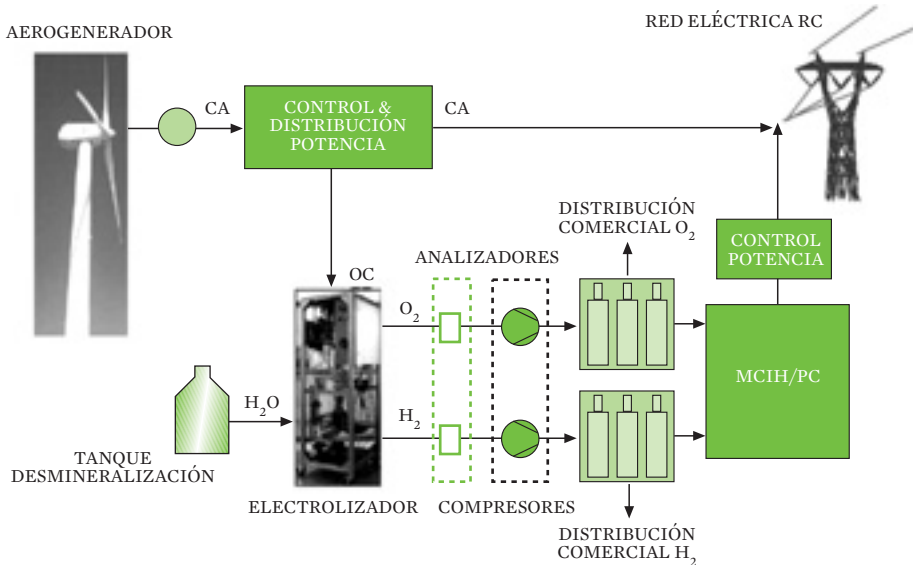 RED ELÉCTRICA RC
AEROGENERADOR
CA
CONTROL &
DISTRIBUCIÓN
POTENCIA
CA
DISTRIBUCIÓN
COMERCIAL O₂
CONTROL
POTENCIA
ANALIZADORES
OC
O₂
MCIH/PC
H₂O
H₂
TANQUE
DESMINERALIZACIÓN
ELECTROLIZADOR
COMPRESORES
DISTRIBUCIÓN
COMERCIAL H₂